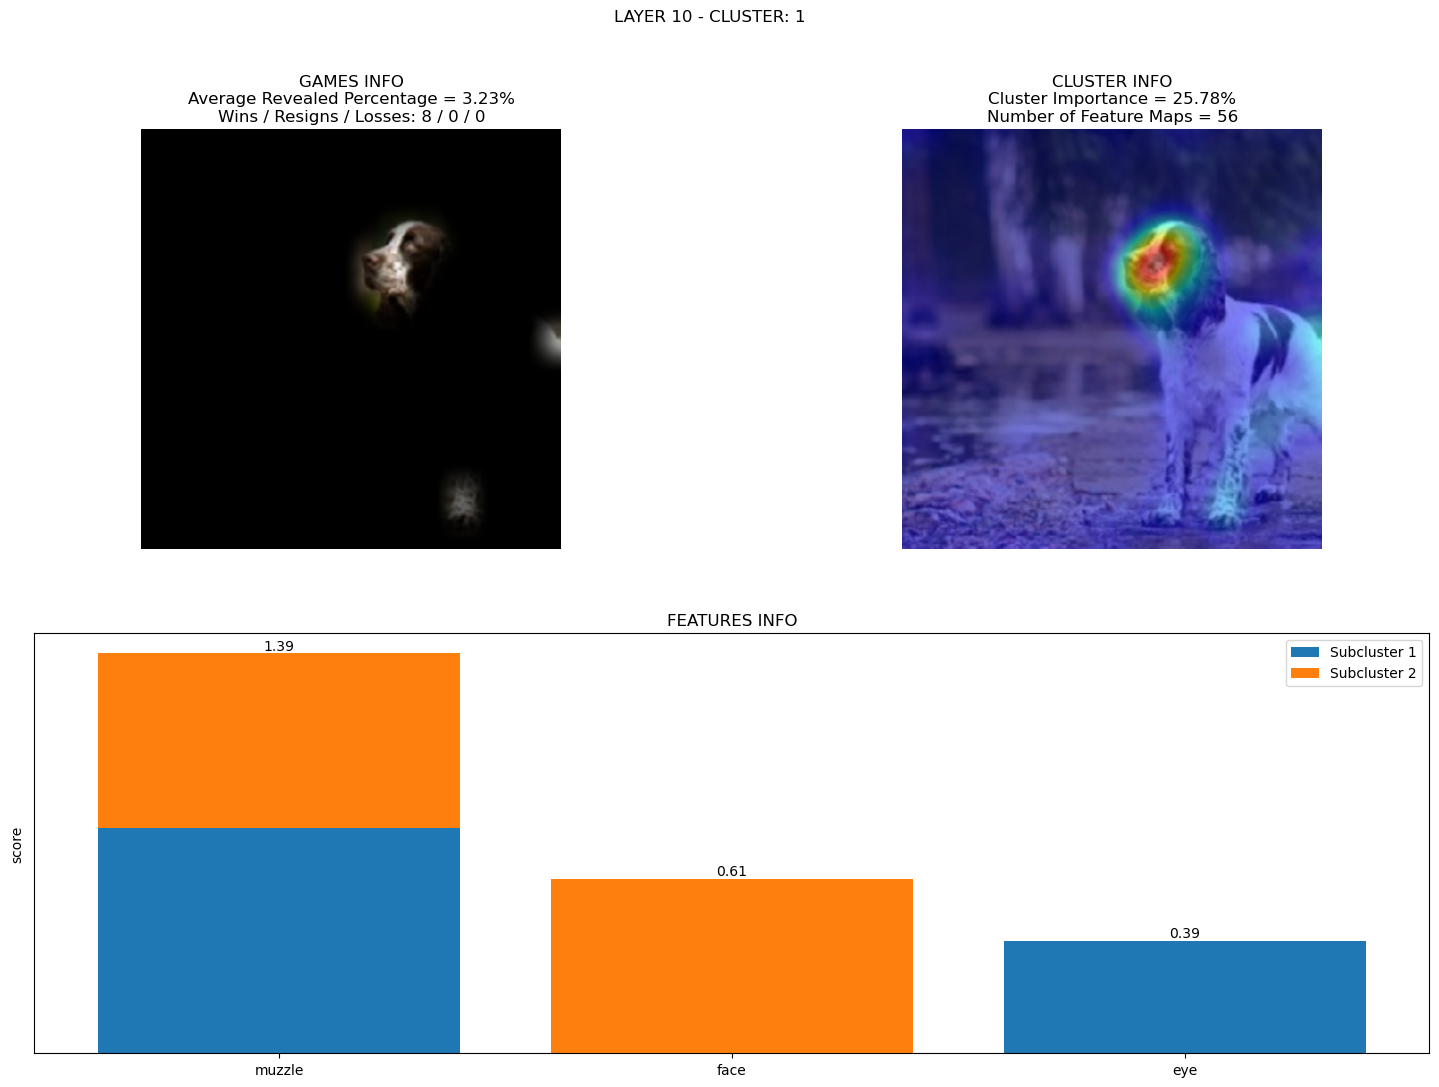 LAYER 10 - CLUSTER: 1
GAMES INFO
Average Revealed Percentage = 3.23%
Wins / Resigns / Losses: 8 / 0 / 0
CLUSTER INFO
Cluster Importance = 25.78%
Number of Feature Maps = 56
FEATURES INFO
1.39
Subcluster 1
Subcluster 2
score
0.61
0.39
muzzle
face
eye